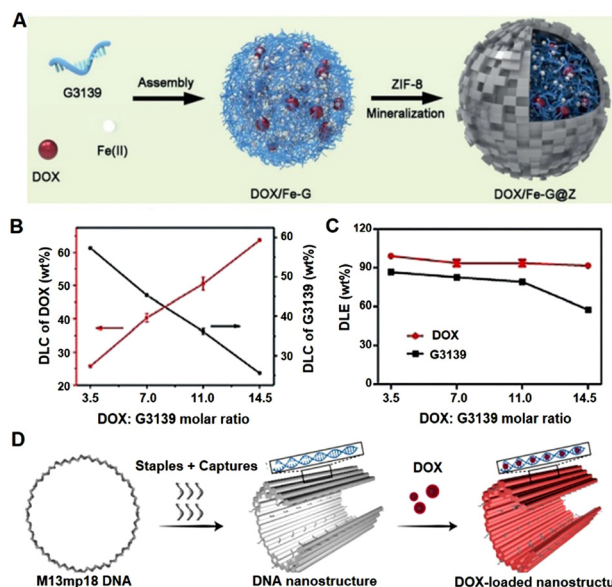 A
G3139
Assembly
ZIF-8
Mineralization
Fe(II)
DOX
DOX/Fe-G
DOX/Fe-G@Z
B
DLC of DOX (wt%)
60
50
40
30
20
DLC of G3139 (wt%)
60
50
40
30
3.5 7.0 11.0 14.5
DOX: G3139 molar ratio
C
DLE (wt%)
120
90
60
30
0
DOX
G3139
3.5 7.0 11.0 14.5
DOX: G3139 molar ratio
D
Staples + Captures
DOX
M13mp18 DNA
DNA nanostructure
DOX-loaded nanostructu